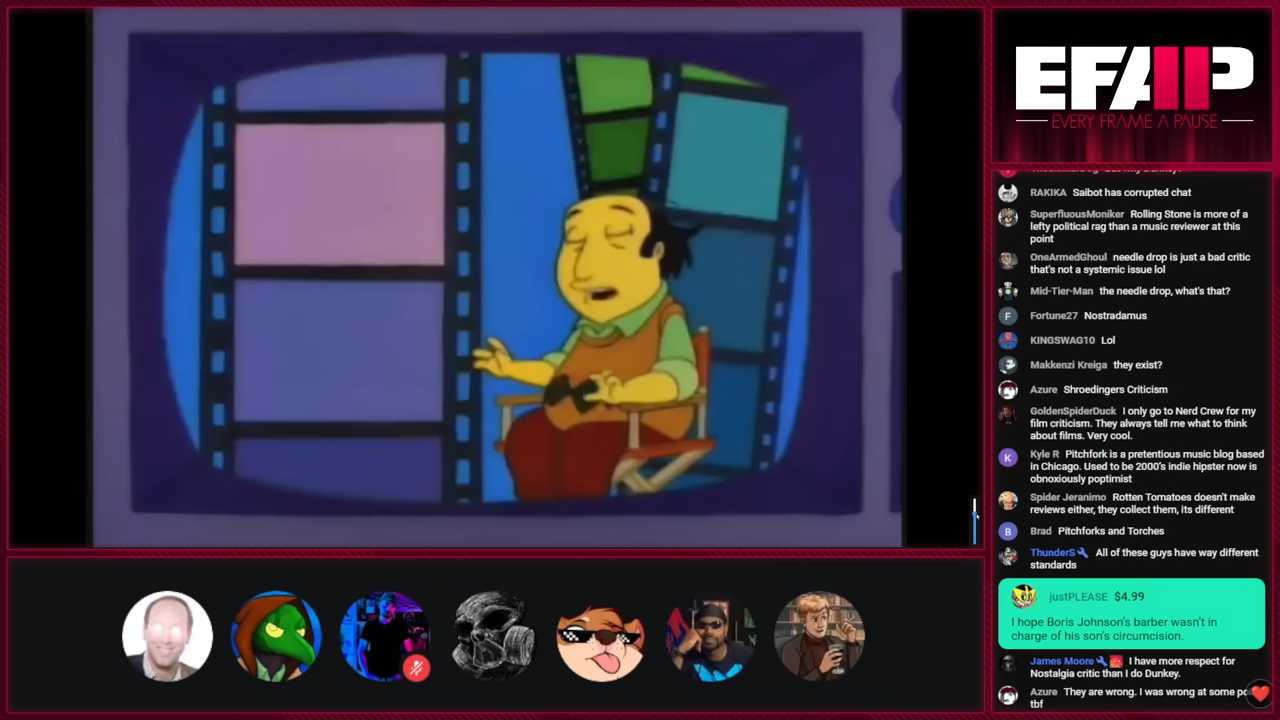 EFAP
EVERY FRAME A PAUSE
RAKIKA Saibot has corrupted chat
SuperfluousMoniker Rolling Stone is more of a
lefty political rag than a music reviewer at this
point
OneArmedGhoul needle drop is just a bad critic
that's not a systemic issue lol
Mid-Tier-Man the needle drop, what's that?
F Fortune27 Nostradamus
KINGSWAG10 Lol
Makkenzi Kreiga they exist?
Azure Shroedingers Criticism
GoldenSpiderDuck I only go to Nerd Crew for my
film criticism. They always tell me what to think
about films. Very cool.
K Kyle R Pitchfork is a pretentious music blog based
in Chicago. Used to be 2000's indie hipster now is
obnoxiously poptimist
Spider Jeranimo Rotten Tomatoes doesn't make
reviews either, they collect them, its different
B Brad Pitchforks and Torches
ThunderS All of these guys have way different
standards
justPLEASE $4.99
I hope Boris Johnson's barber wasn't in
charge of his son's circumcision.
James Moore I have more respect for
Nostalgia critic than I do Dunkey.
Azure They are wrong. I was wrong at some
tbf